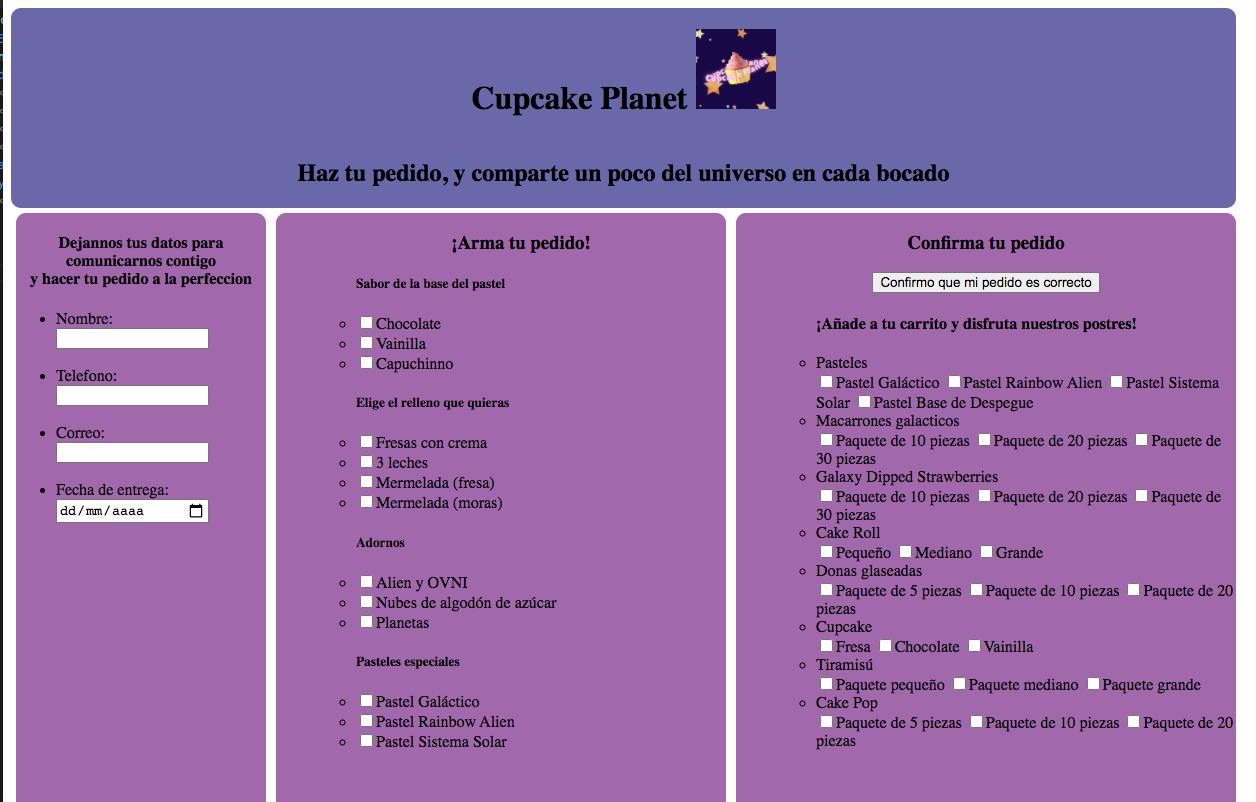 Cupcake Planet
Haz tu pedido, y comparte un poco del universo en cada bocado
Dejannos tus datos para
comunicarnos contigo
y hacer tu pedido a la perfeccion
Nombre:
Telefono:
Correo:
Fecha de entrega:
dd/mm/aaaa
¡Arma tu pedido!
Sabor de la base del pastel
Chocolate
Vainilla
Capuchinno
Elige el relleno que quieras
Fresas con crema
3 leches
Mermelada (fresa)
Mermelada (moras)
Adornos
Alien y OVNI
Nubes de algodón de azúcar
Planetas
Pasteles especiales
Pastel Galáctico
Pastel Rainbow Alien
Pastel Sistema Solar
Confirma tu pedido
Confirmo que mi pedido es correcto
¡Añade a tu carrito y disfruta nuestros postres!
Pasteles
Pastel Galáctico Pastel Rainbow Alien Pastel Sistema
Solar Pastel Base de Despegue
Macarrones galacticos
Paquete de 10 piezas Paquete de 20 piezas Paquete de
30 piezas
Galaxy Dipped Strawberries
Paquete de 10 piezas Paquete de 20 piezas Paquete de
30 piezas
Cake Roll
Pequeño Mediano Grande
Donas glaseadas
Paquete de 5 piezas Paquete de 10 piezas Paquete de 20
piezas
Cupcake
Fresa Chocolate Vainilla
Tiramisú
Paquete pequeño Paquete mediano Paquete grande
Cake Pop
Paquete de 5 piezas Paquete de 10 piezas Paquete de 20
piezas